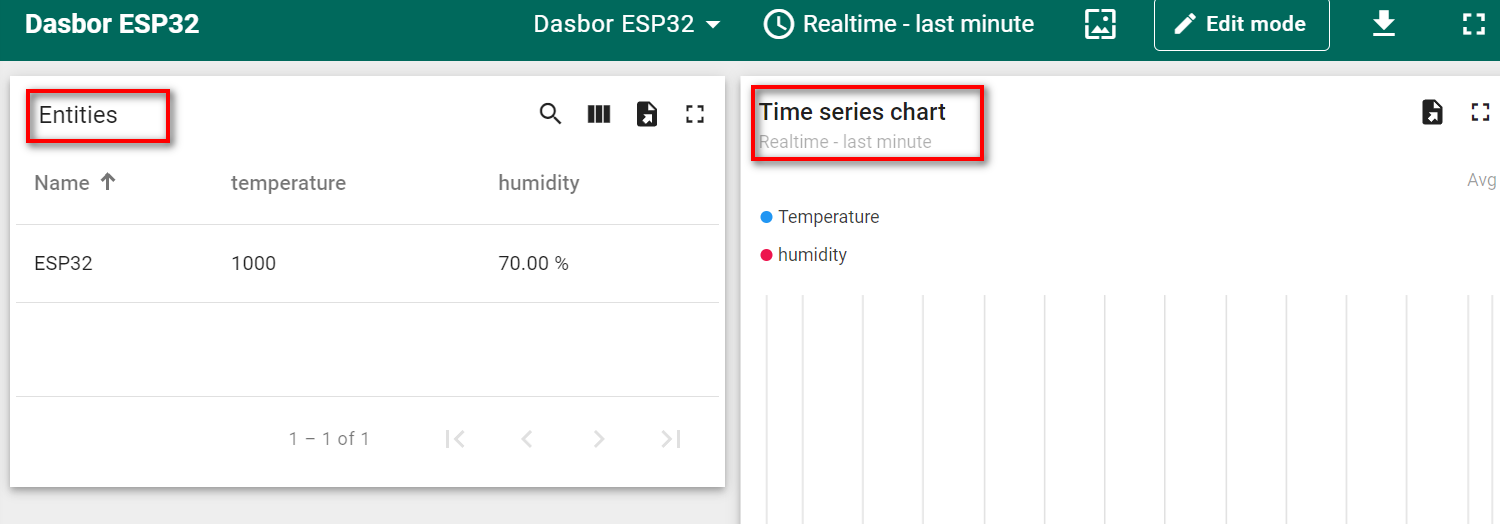 Dasbor ESP32
Dasbor ESP32
Realtime - last minute
Edit mode
Entities
Name temperature humidity
ESP32 1000 70.00 %
1 – 1 of 1
Time series chart
Realtime - last minute
Avg
Temperature
humidity